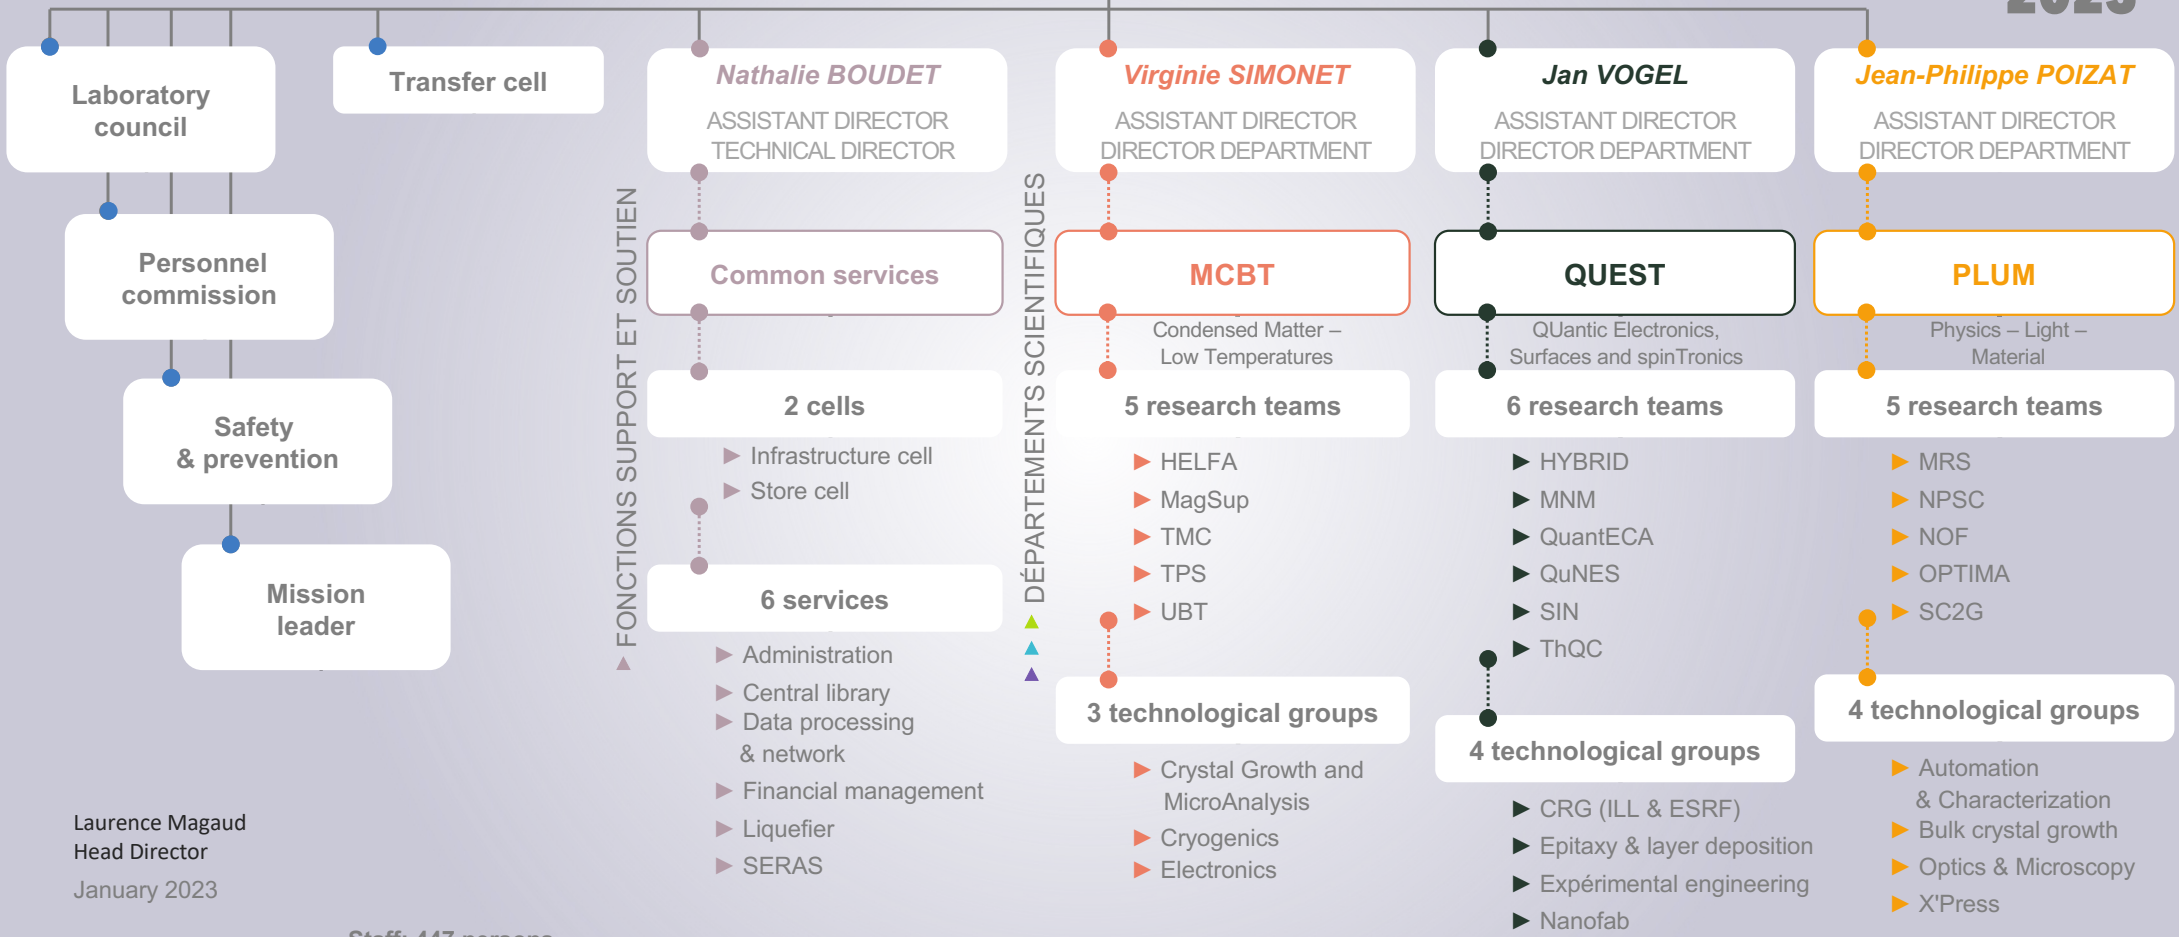 2023
Laboratory
council
Transfer cell
Personnel
commission
Safety
& prevention
Mission
leader
Laurence Magaud
Head Director
January 2023
Staff: 447 persons
▲ FONCTIONS SUPPORT ET SOUTIEN
Nathalie BOUDET
ASSISTANT DIRECTOR
TECHNICAL DIRECTOR
Common services
2 cells
► Infrastructure cell
► Store cell
6 services
► Administration
► Central library
► Data processing
& network
► Financial management
► Liquefier
► SERAS
▲ ▲ ▲ DÉPARTEMENTS SCIENTIFIQUES
Virginie SIMONET
ASSISTANT DIRECTOR
DIRECTOR DEPARTMENT
MCBT
Condensed Matter –
Low Temperatures
5 research teams
► HELFA
► MagSup
► TMC
► TPS
► UBT
3 technological groups
► Crystal Growth and
MicroAnalysis
► Cryogenics
► Electronics
Jan VOGEL
ASSISTANT DIRECTOR
DIRECTOR DEPARTMENT
QUEST
QUantic Electronics,
Surfaces and spinTronics
6 research teams
► HYBRID
► MNM
► QuantECA
► QuNES
► SIN
► ThQC
4 technological groups
► CRG (ILL & ESRF)
► Epitaxy & layer deposition
► Expérimental engineering
► Nanofab
Jean-Philippe POIZAT
ASSISTANT DIRECTOR
DIRECTOR DEPARTMENT
PLUM
Physics – Light –
Material
5 research teams
► MRS
► NPSC
► NOF
► OPTIMA
► SC2G
4 technological groups
► Automation
& Characterization
► Bulk crystal growth
► Optics & Microscopy
► X'Press